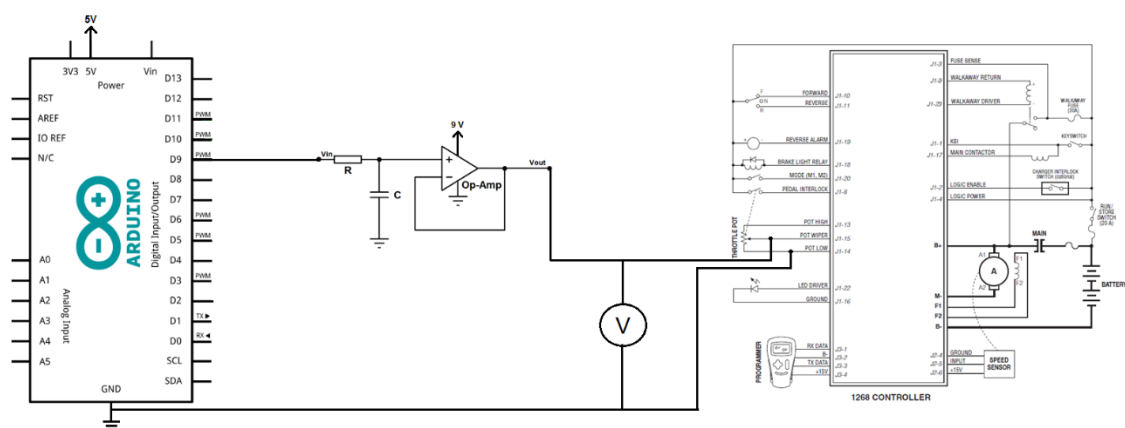 5V
3V3
5V
Vin
Power
RST
AREF
IO REF
N/C
A0
A1
A2
A3
A4
A5
Analog Input
ARDUINO
Digital Input/Output
D13
D12
D11
PWM
D10
PWM
D9
PWM
D8
D7
D6
PWM
D5
PWM
D4
D3
PWM
D2
D1
TX ▶
D0
RX ◀
SCL
SDA
GND
Vin
R
C
9 V
+
−
Op-Amp
Vout
V
F
N
R
FORWARD
REVERSE
REVERSE ALARM
BRAKE LIGHT RELAY
MODE (M1, M2)
PEDAL INTERLOCK
THROTTLE POT
POT HIGH
POT WIPER
POT LOW
LED DRIVER
GROUND
PROGRAMMER
RX DATA
B-
TX DATA
+15V
J1-10
J1-11
J1-19
J1-18
J1-20
J1-8
J1-13
J1-15
J1-14
J1-22
J1-16
J3-1
J3-2
J3-3
J3-4
J1-3
J1-9
J1-23
J1-1
J1-17
J1-2
J1-4
B+
M-
F1
F2
B-
J2-4
J2-5
J2-6
1268 CONTROLLER
FUSE SENSE
WALKAWAY RETURN
WALKAWAY DRIVER
WALKAWAY
FUSE
(20A)
KSI
KEYSWITCH
MAIN CONTACTOR
CHARGER INTERLOCK
SWITCH (optional)
LOGIC ENABLE
LOGIC POWER
RUN/
STORE
SWITCH
(20 A)
MAIN
A1
A
A2
F1
F2
BATTERY
GROUND
INPUT
+15V
SPEED
SENSOR